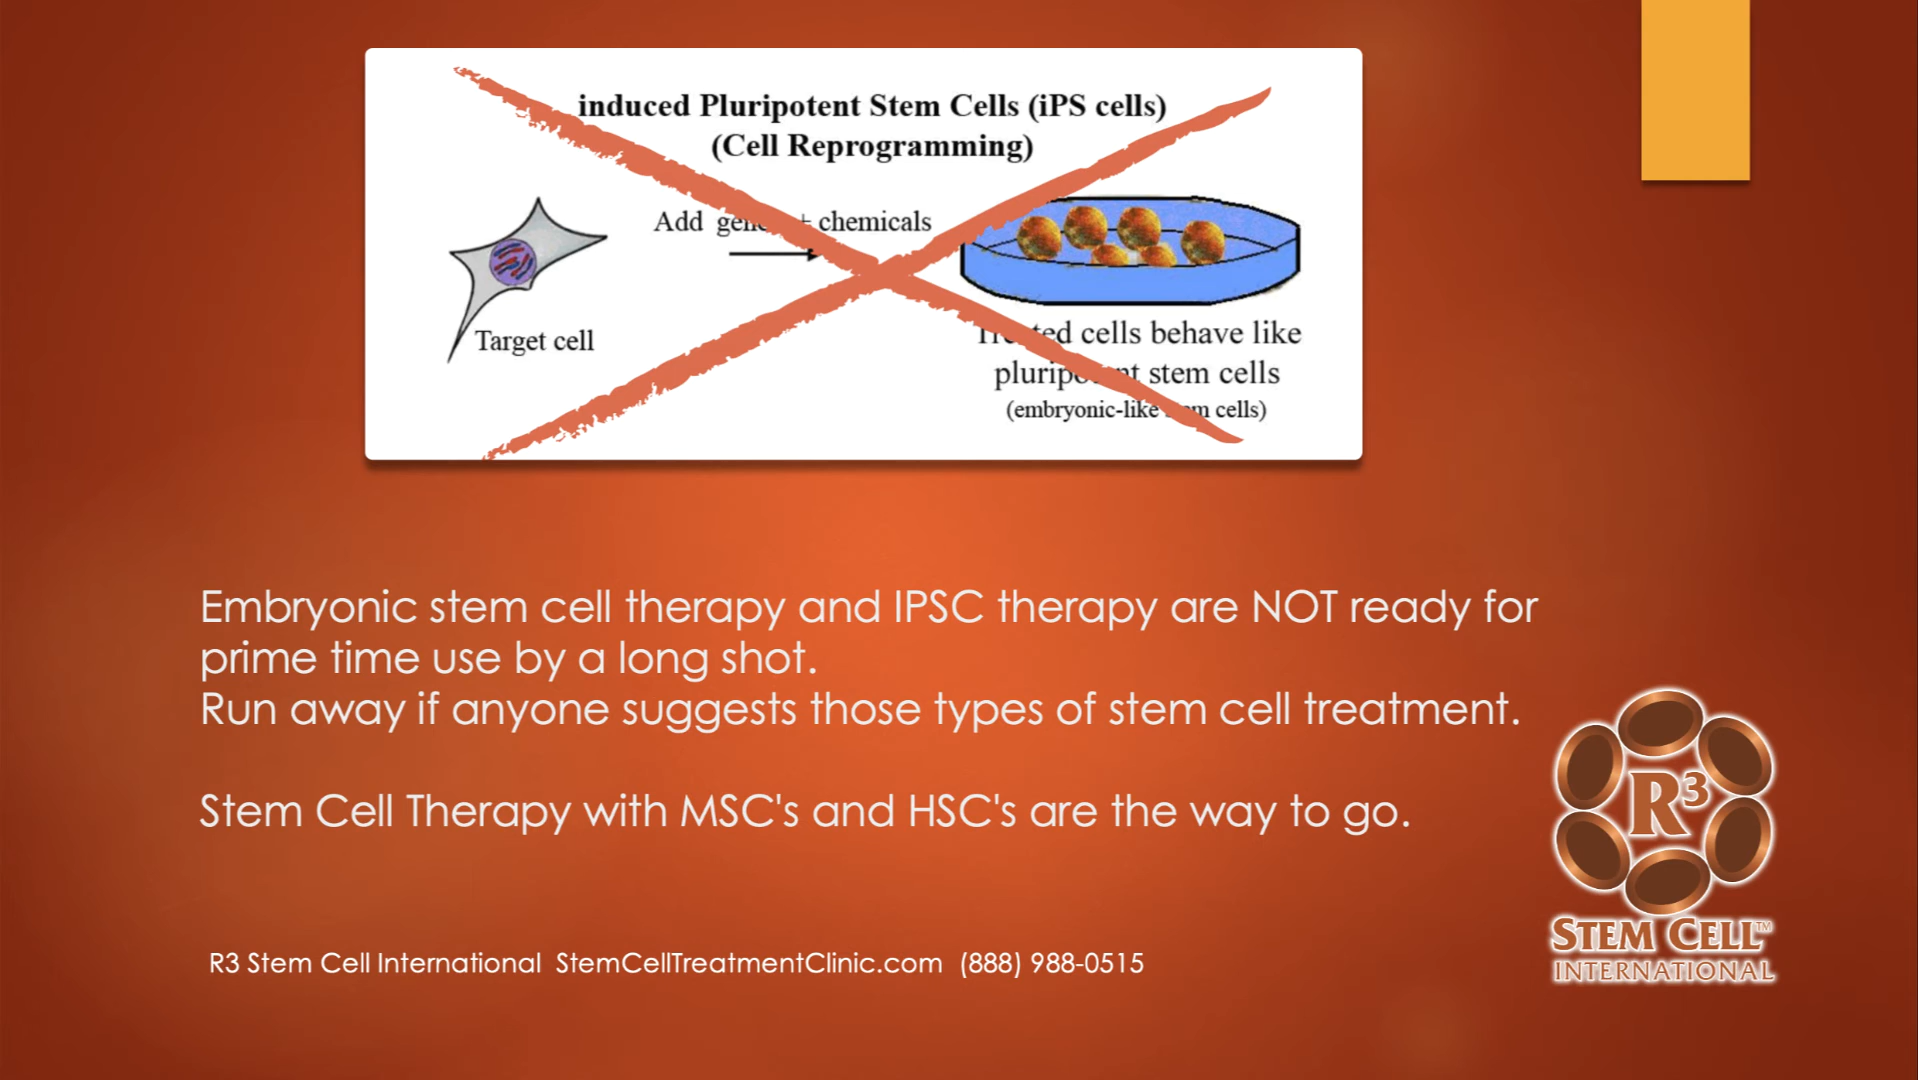 induced Pluripotent Stem Cells (iPS cells)
(Cell Reprogramming)
Add + chemicals
Target cell
cells behave like
stem cells
(embryonic-like cells)
Embryonic stem cell therapy and IPSC therapy are NOT ready for
prime time use by a long shot.
Run away if anyone suggests those types of stem cell treatment.
Stem Cell Therapy with MSC's and HSC's are the way to go.
R3 Stem Cell International StemCellTreatmentClinic.com (888) 988-0515
R3
STEM CELL™
INTERNATIONAL